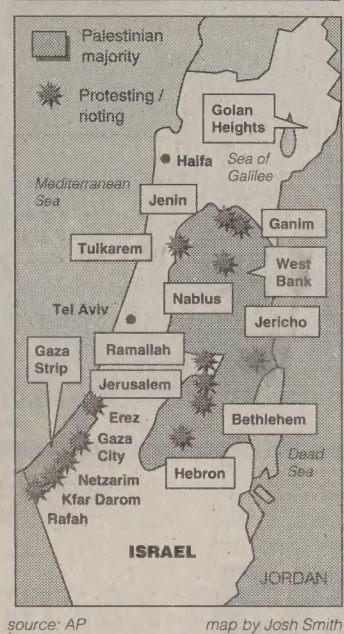 Palestinian
majority
Protesting /
rioting
Golan
Heights
Haifa
Sea of
Galilee
Mediterranean
Sea
Jenin
Ganim
Tulkarem
West
Bank
Nablus
Tel Aviv
Jericho
Gaza
Strip
Ramallah
Jerusalem
Erez
Bethlehem
Gaza
City
Dead
Sea
Netzarim
Hebron
Kfar Darom
Rafah
ISRAEL
JORDAN
source: AP map by Josh Smith